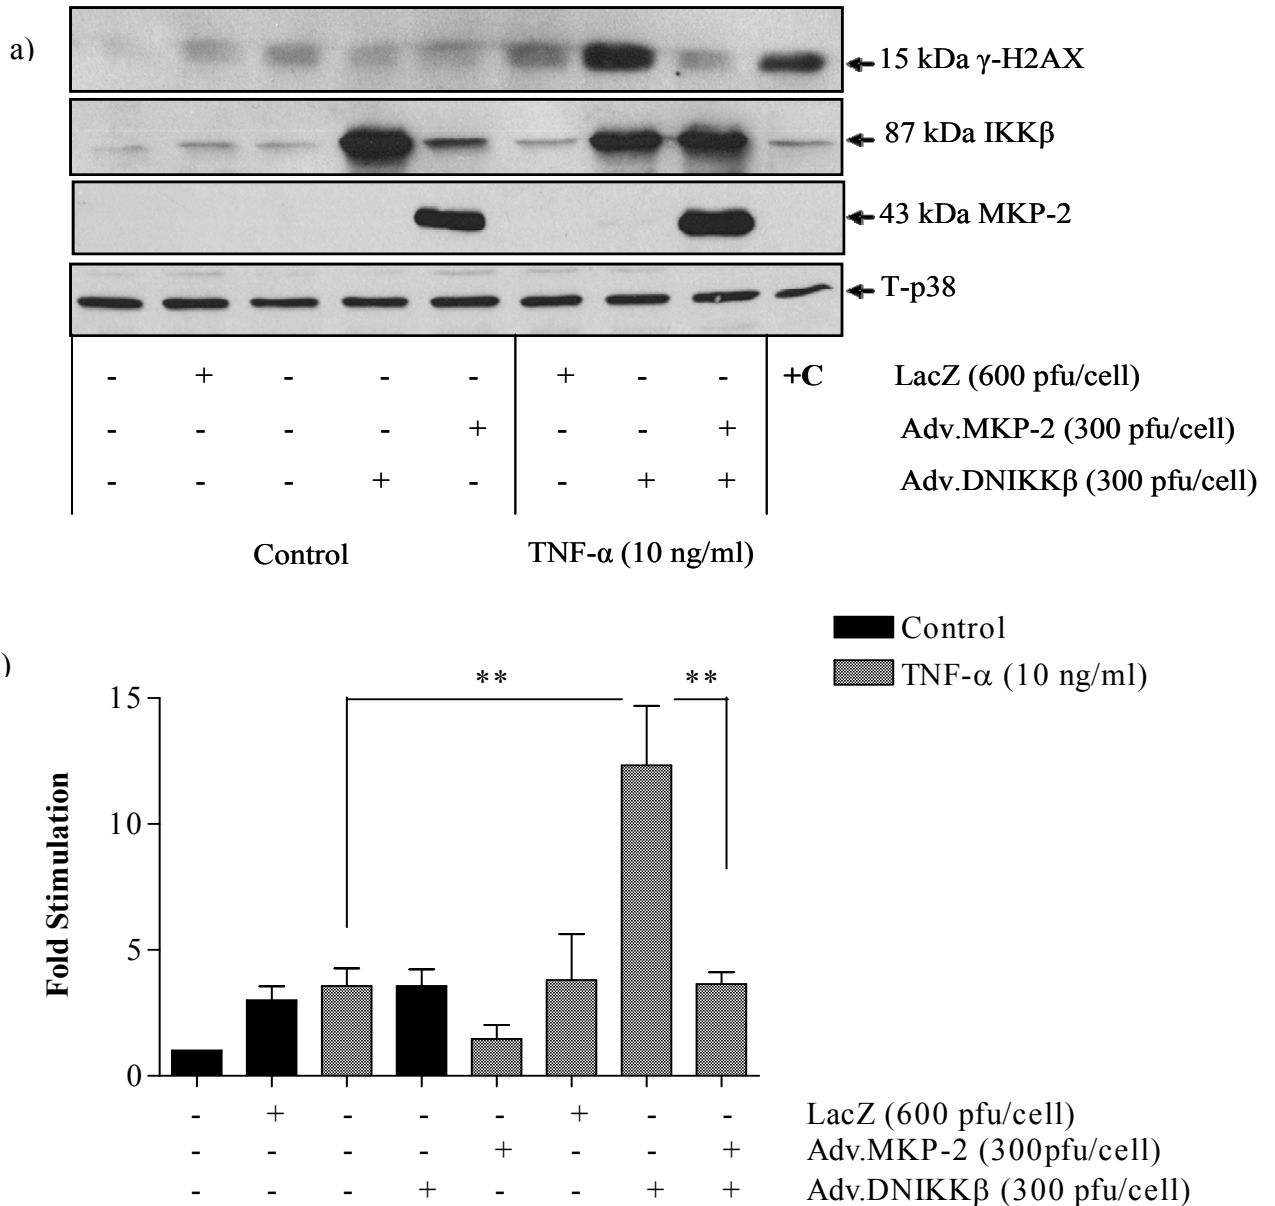 a)
15 kDa γ-H2AX
87 kDa IKKβ
43 kDa MKP-2
T-p38
- + - - - + - - +C LacZ (600 pfu/cell)
- - - - + - - + Adv.MKP-2 (300 pfu/cell)
- - - + - - + + Adv.DNIKKβ (300 pfu/cell)
Control TNF-α (10 ng/ml)
)
Control
TNF-α (10 ng/ml)
** **
15
10
5
0
Fold Stimulation
- + - - - + - - LacZ (600 pfu/cell)
- - - - + - - + Adv.MKP-2 (300pfu/cell)
- - - + - - + + Adv.DNIKKβ (300 pfu/cell)